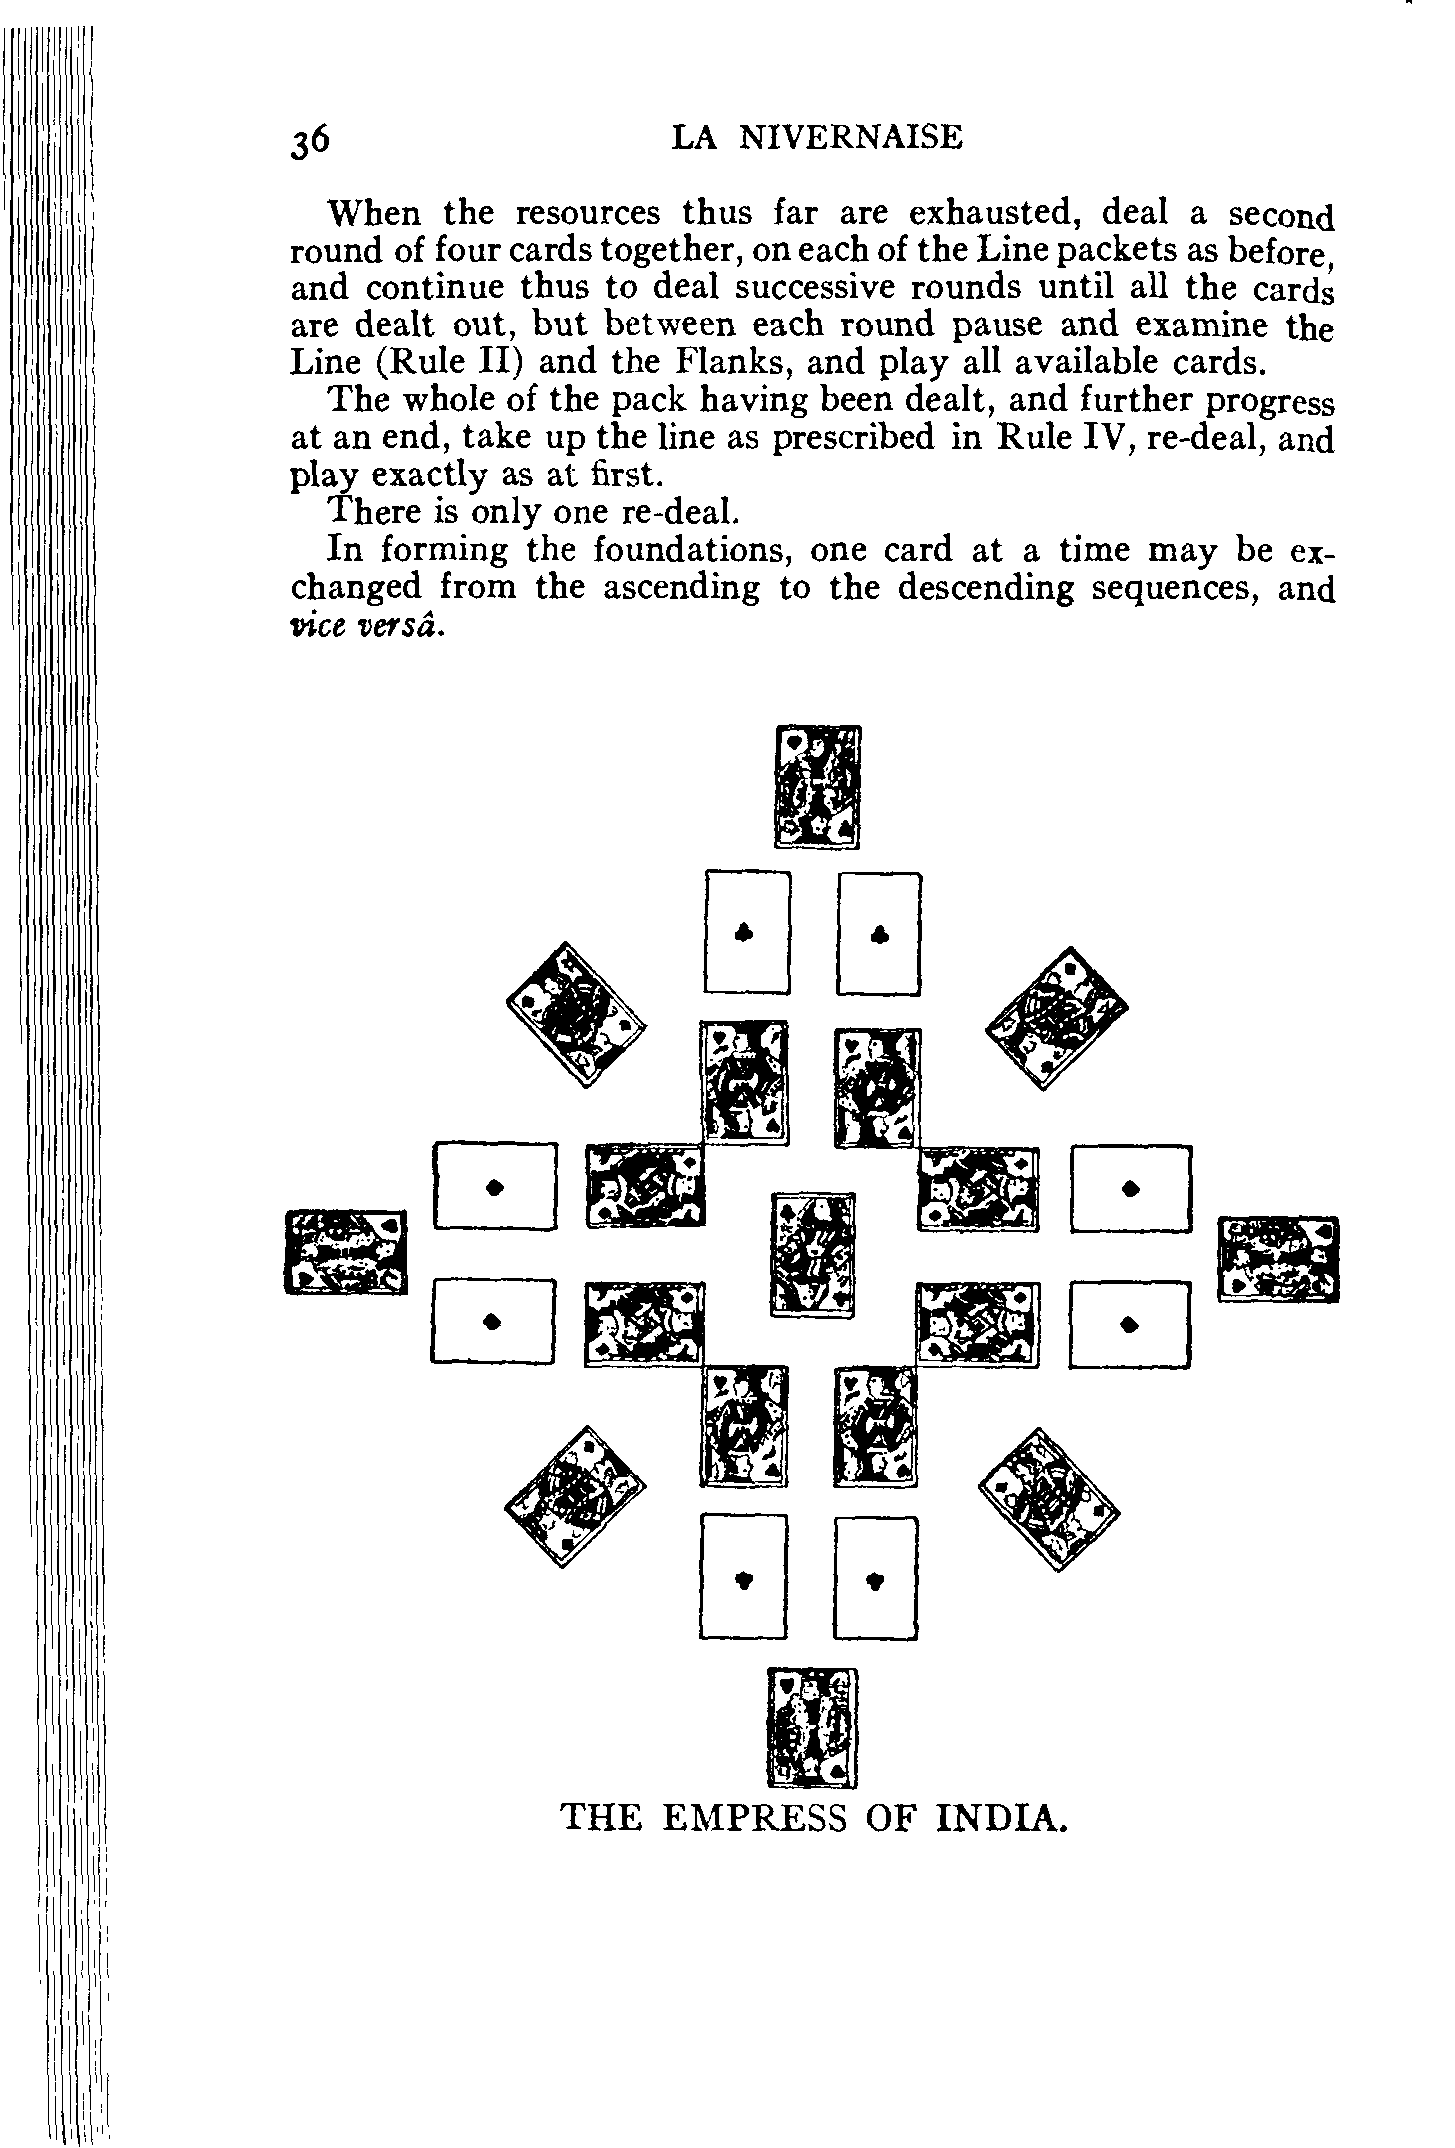 36 LA NIVERNAISE
When the resources thus far are exhausted, deal a second
round of four cards together, on each of the Line packets as before,
and continue thus to deal successive rounds until all the cards
are dealt out, but between each round pause and examine the
Line (Rule II) and the Flanks, and play all available cards.
The whole of the pack having been dealt, and further progress
at an end, take up the line as prescribed in Rule IV, re-deal, and
play exactly as at first.
There is only one re-deal.
In forming the foundations, one card at a time may be ex-
changed from the ascending to the descending sequences, and
vice versâ.
THE EMPRESS OF INDIA.